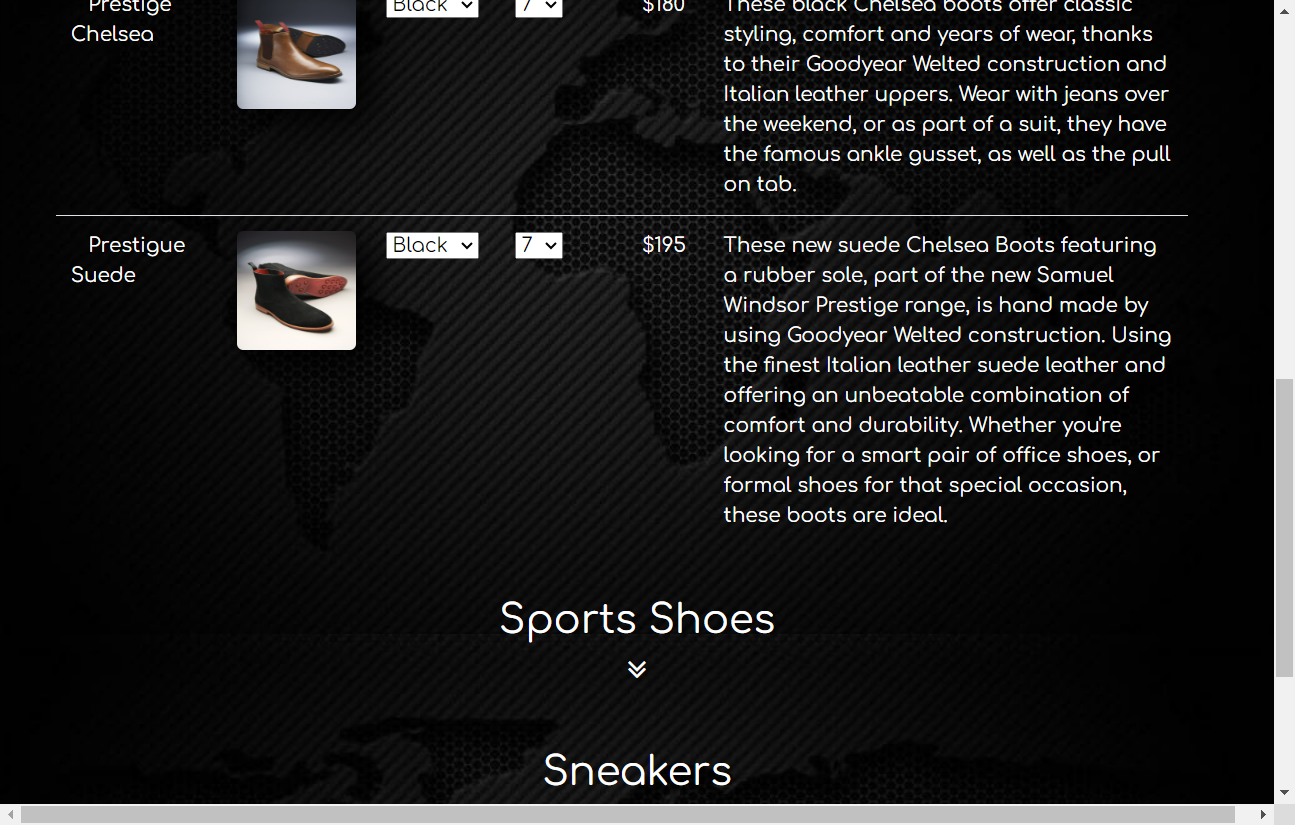 Prestige
Chelsea
Black
7
$180
These black Chelsea boots offer classic
styling, comfort and years of wear, thanks
to their Goodyear Welted construction and
Italian leather uppers. Wear with jeans over
the weekend, or as part of a suit, they have
the famous ankle gusset, as well as the pull
on tab.
Prestigue
Suede
Black
7
$195
These new suede Chelsea Boots featuring
a rubber sole, part of the new Samuel
Windsor Prestige range, is hand made by
using Goodyear Welted construction. Using
the finest Italian leather suede leather and
offering an unbeatable combination of
comfort and durability. Whether you're
looking for a smart pair of office shoes, or
formal shoes for that special occasion,
these boots are ideal.
Sports Shoes
Sneakers